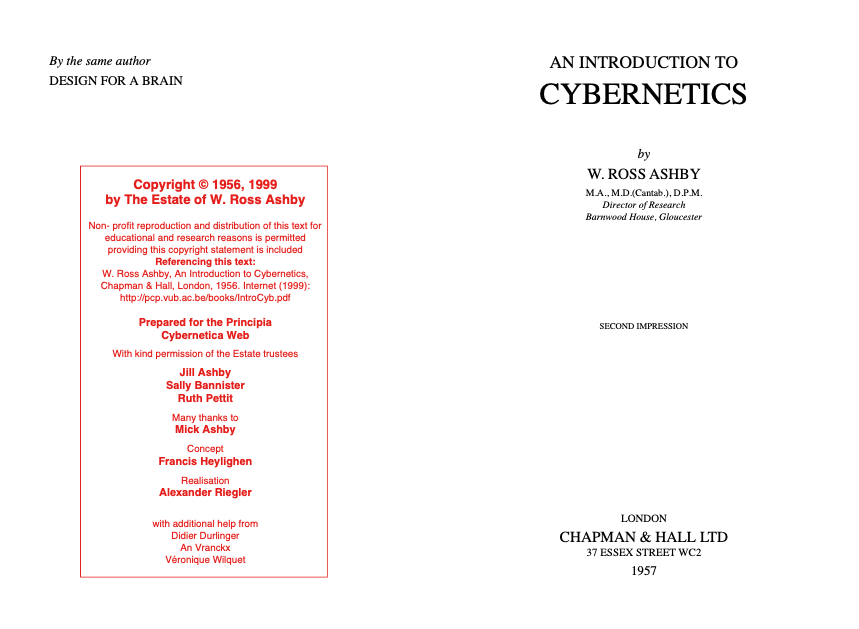 By the same author
DESIGN FOR A BRAIN
Copyright © 1956, 1999
by The Estate of W. Ross Ashby
Non- profit reproduction and distribution of this text for
educational and research reasons is permitted
providing this copyright statement is included
Referencing this text:
W. Ross Ashby, An Introduction to Cybernetics,
Chapman & Hall, London, 1956. Internet (1999):
http://pcp.vub.ac.be/books/IntroCyb.pdf
Prepared for the Principia
Cybernetica Web
With kind permission of the Estate trustees
Jill Ashby
Sally Bannister
Ruth Pettit
Many thanks to
Mick Ashby
Concept
Francis Heylighen
Realisation
Alexander Riegler
with additional help from
Didier Durlinger
An Vranckx
Véronique Wilquet
AN INTRODUCTION TO
CYBERNETICS
by
W. ROSS ASHBY
M.A., M.D.(Cantab.), D.P.M.
Director of Research
Barnwood House, Gloucester
SECOND IMPRESSION
LONDON
CHAPMAN & HALL LTD
37 ESSEX STREET WC2
1957